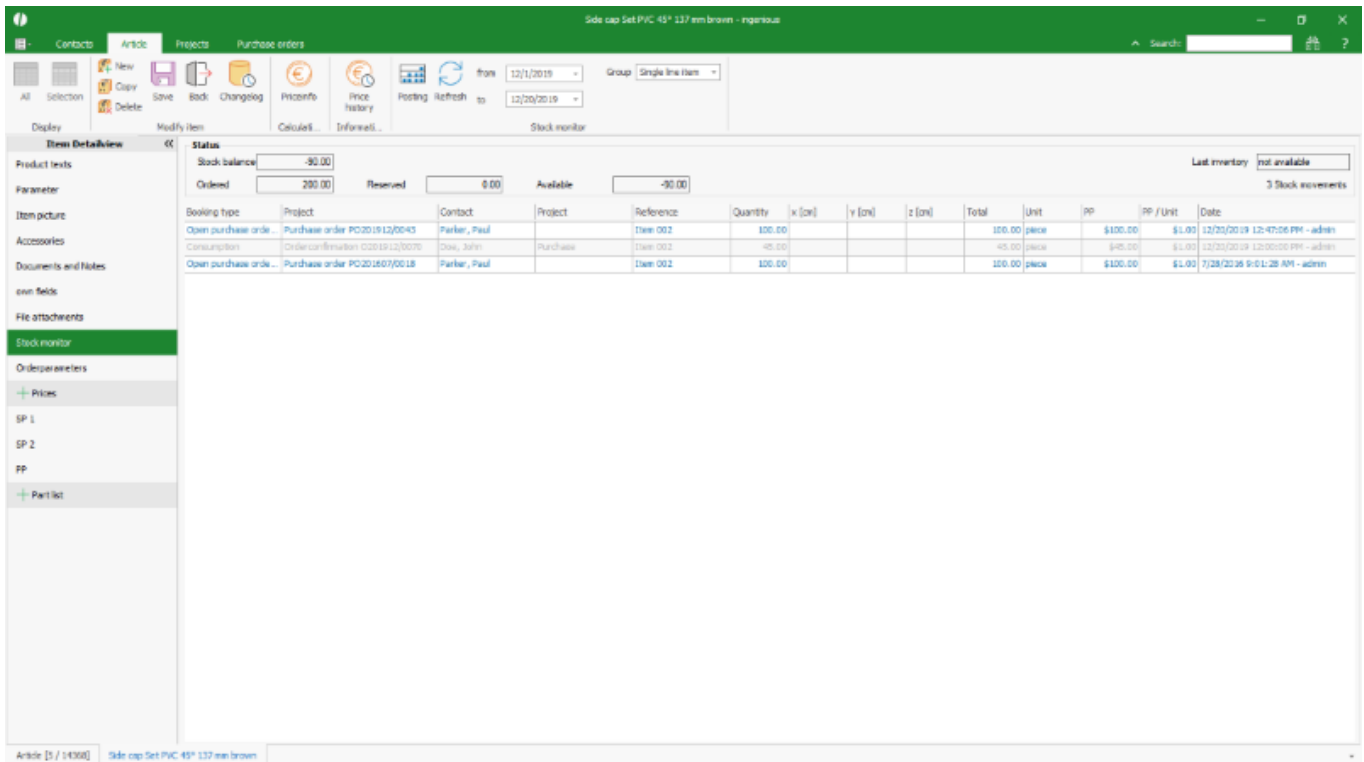 Side cap Set PVC 45° 137 mm brown - ingenious
Contacts Article Projects Purchase orders Search: ?
All Selection New Copy Delete Save Back Changelog Priceinfo Price history Posting Refresh from 12/1/2019 to 12/20/2019 Group Single line item
Display Modify item Calculati... Informati... Stock monitor
Item Detailview
Product texts
Parameter
Item picture
Accessories
Documents and Notes
own fields
File attachments
Stock monitor
Orderparameters
Prices
SP 1
SP 2
PP
Part list
Status
Stock balance -90.00 Last inventory not available
Ordered 200.00 Reserved 0.00 Available -90.00 3 Stock movements
Booking type Project Contact Project Reference Quantity x [cm] y [cm] z [cm] Total Unit PP PP / Unit Date
Open purchase orde... Purchase order PO201912/0043 Parker, Paul Item 002 100.00 100.00 piece $100.00 $1.00 12/20/2019 12:47:06 PM - admin
Consumption Orderconfirmation O201912/0070 Doe, John Purchase Item 002 45.00 45.00 piece $45.00 $1.00 12/20/2019 12:00:00 PM - admin
Open purchase orde... Purchase order PO201607/0018 Parker, Paul Item 002 100.00 100.00 piece $100.00 $1.00 7/28/2016 9:01:28 AM - admin
Article [5 / 14368] Side cap Set PVC 45° 137 mm brown